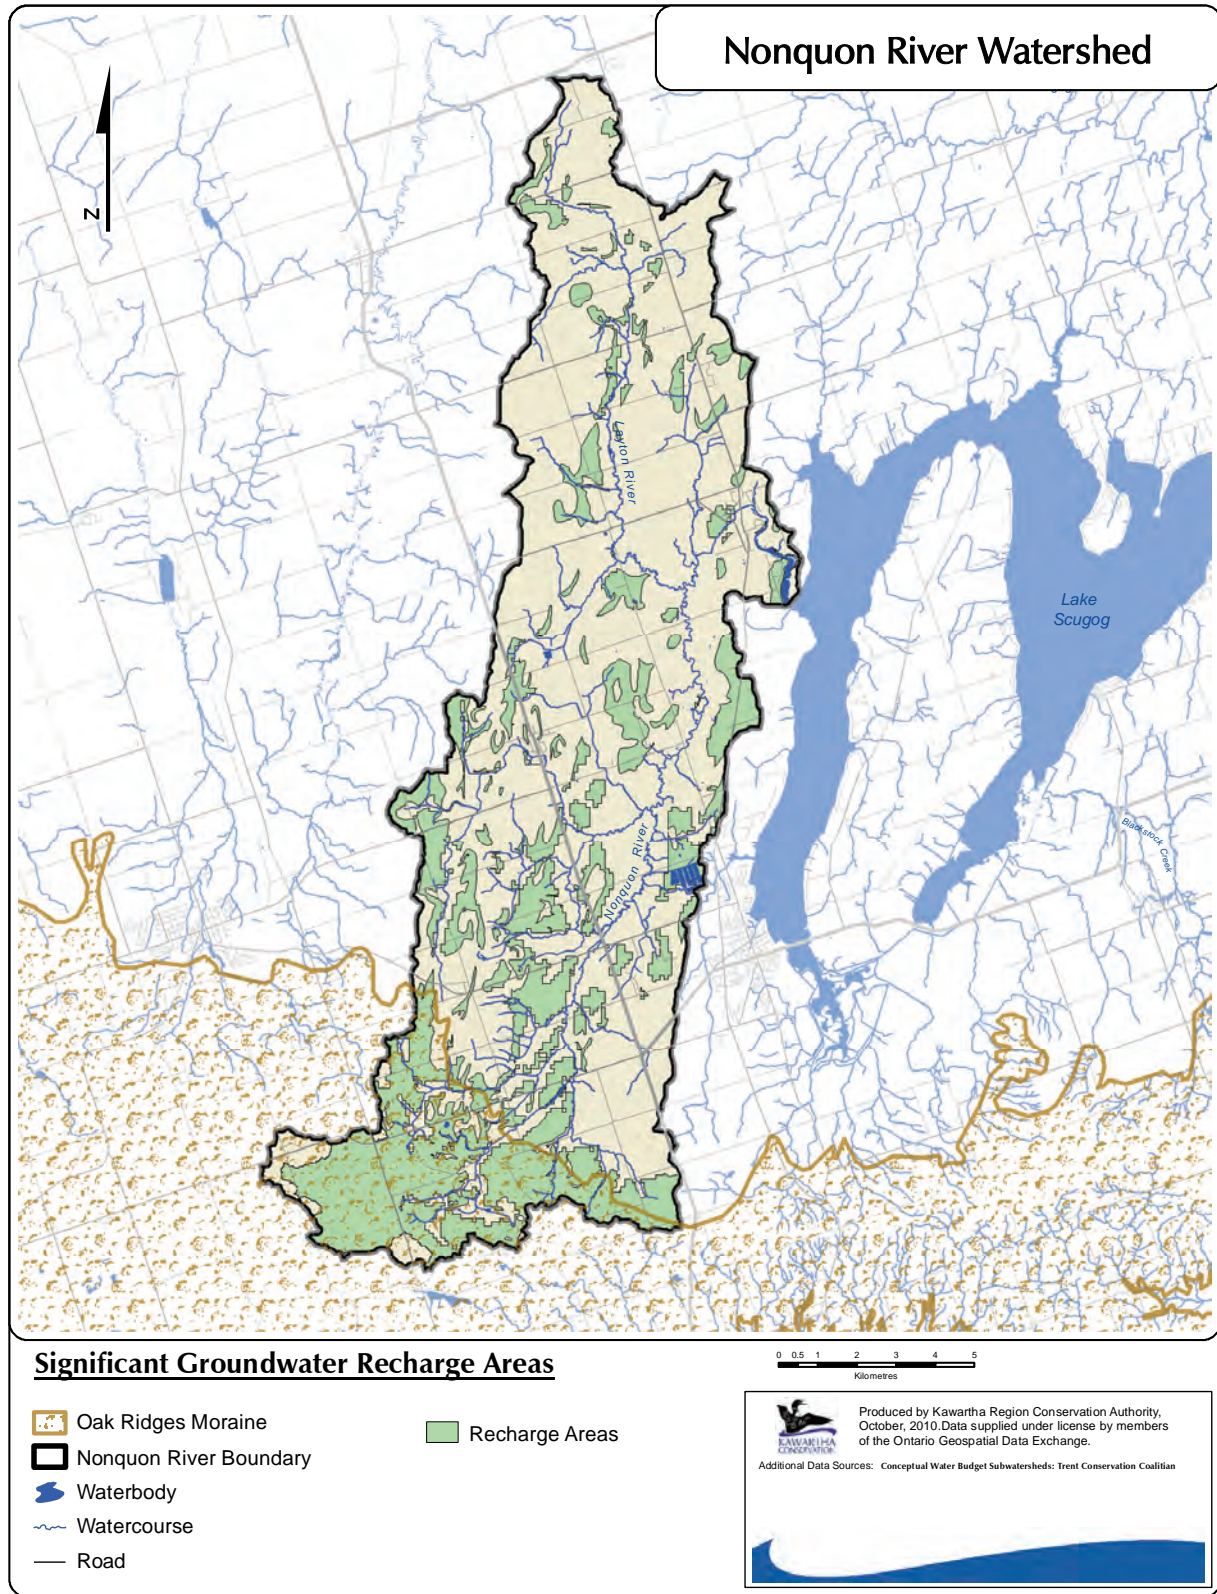 Nonquon River Watershed
N
Layton River
Lake
Scugog
Blackstock Creek
Nonquon River
Significant Groundwater Recharge Areas
Oak Ridges Moraine
Nonquon River Boundary
Waterbody
Watercourse
Road
Recharge Areas
0 0.5 1 2 3 4 5
Kilometres
KAWARTHA
CONSERVATION
Produced by Kawartha Region Conservation Authority,
October, 2010.Data supplied under license by members
of the Ontario Geospatial Data Exchange.
Additional Data Sources: Conceptual Water Budget Subwatersheds: Trent Conservation Coalitian